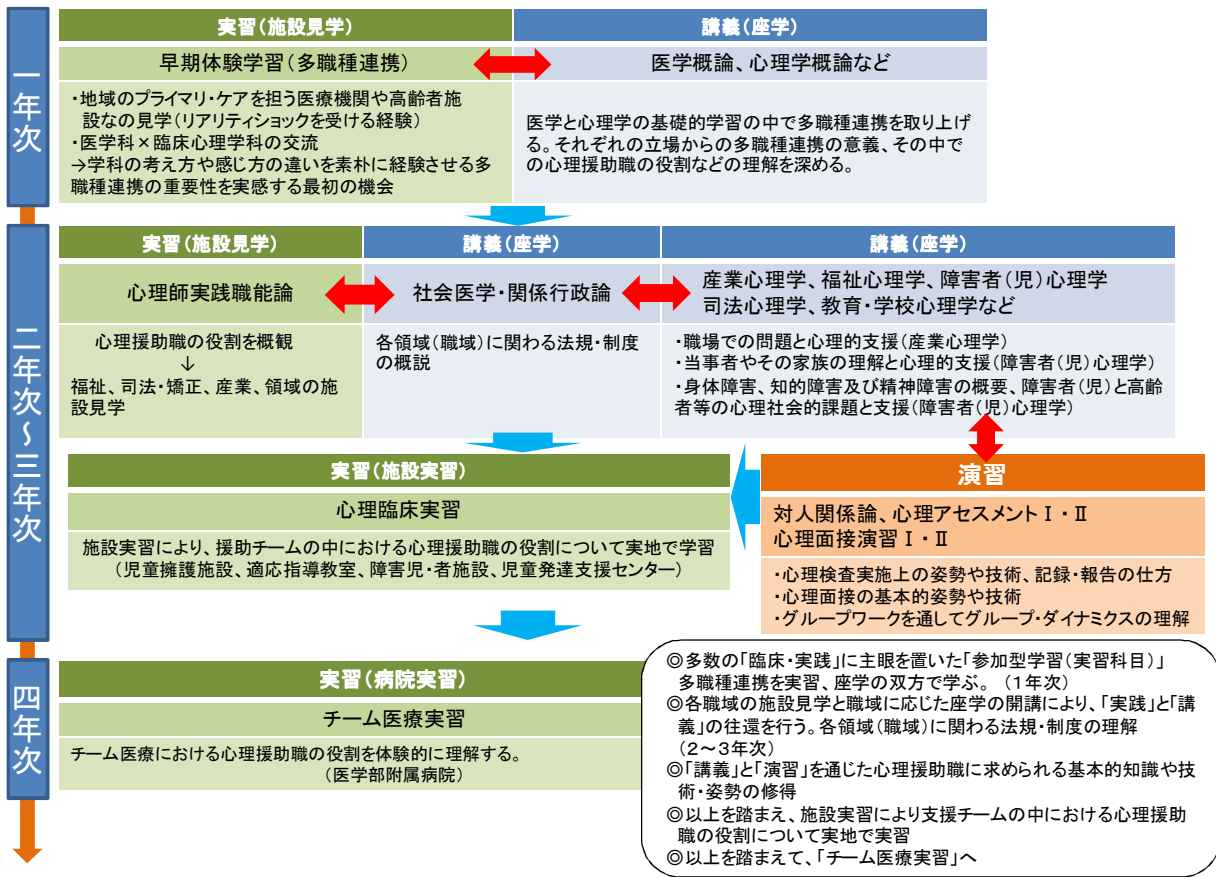 一年次
実習(施設見学)
講義(座学)
早期体験学習(多職種連携)
医学概論、心理学概論など
・地域のプライマリ・ケアを担う医療機関や高齢者施
設なの見学(リアリティショックを受ける経験)
・医学科×臨床心理学科の交流
→学科の考え方や感じ方の違いを素朴に経験させる多
職種連携の重要性を実感する最初の機会
医学と心理学の基礎的学習の中で多職種連携を取り上げ
る。それぞれの立場からの多職種連携の意義、その中で
の心理援助職の役割などの理解を深める。
二年次~三年次
実習(施設見学)
講義(座学)
講義(座学)
心理師実践職能論
社会医学・関係行政論
産業心理学、福祉心理学、障害者(児)心理学
司法心理学、教育・学校心理学など
心理援助職の役割を概観
↓
福祉、司法・矯正、産業、領域の施
設見学
各領域(職域)に関わる法規・制度
の概説
・職場での問題と心理的支援(産業心理学)
・当事者やその家族の理解と心理的支援(障害者(児)心理学)
・身体障害、知的障害及び精神障害の概要、障害者(児)と高齢
者等の心理社会的課題と支援(障害者(児)心理学)
実習(施設実習)
心理臨床実習
施設実習により、援助チームの中における心理援助職の役割について実地で学習
(児童擁護施設、適応指導教室、障害児・者施設、児童発達支援センター)
演習
対人関係論、心理アセスメントⅠ・Ⅱ
心理面接演習Ⅰ・Ⅱ
・心理検査実施上の姿勢や技術、記録・報告の仕方
・心理面接の基本的姿勢や技術
・グループワークを通してグループ・ダイナミクスの理解
四年次
実習(病院実習)
チーム医療実習
チーム医療における心理援助職の役割を体験的に理解する。
(医学部附属病院)
◎多数の「臨床・実践」に主眼を置いた「参加型学習(実習科目)」
多職種連携を実習、座学の双方で学ぶ。 (1年次)
◎各職域の施設見学と職域に応じた座学の開講により、「実践」と「講
義」の往還を行う。各領域(職域)に関わる法規・制度の理解
(2~3年次)
◎「講義」と「演習」を通じた心理援助職に求められる基本的知識や技
術・姿勢の修得
◎以上を踏まえ、施設実習により支援チームの中における心理援助
職の役割について実地で実習
◎以上を踏まえて、「チーム医療実習」へ